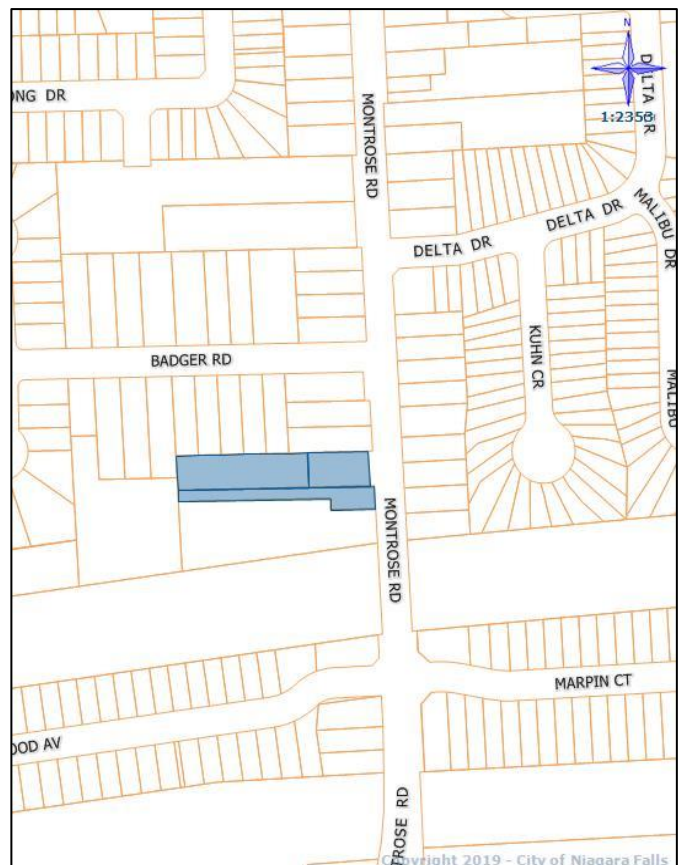 N
DELTA DR
1:2353
ONG DR
MONTROSE RD
MALIBU DR
DELTA DR
DELTA DR
BADGER RD
KUHN CR
MALIBU
MONTROSE RD
MARPIN CT
OOD AV
TROSE RD
Copyright 2019 - City of Niagara Falls